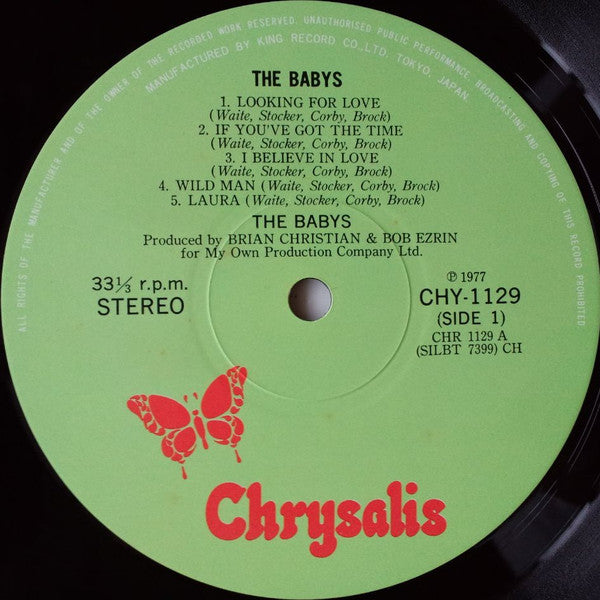 ALL RIGHTS OF THE MANUFACTURER AND OF THE OWNER OF THE RECORDED WORK RESERVED. UNAUTHORISED PUBLIC PERFORMANCE, BROADCASTING AND COPYING OF THIS RECORD PROHIBITED
MANUFACTURED BY KING RECORD CO., LTD. TOKYO, JAPAN.
THE BABYS
1. LOOKING FOR LOVE
(Waite, Stocker, Corby, Brock)
2. IF YOU'VE GOT THE TIME
(Waite, Stocker, Corby, Brock)
3. I BELIEVE IN LOVE
(Waite, Stocker, Corby, Brock)
4. WILD MAN (Waite, Stocker, Corby, Brock)
5. LAURA (Waite, Stocker, Corby, Brock)
THE BABYS
Produced by BRIAN CHRISTIAN & BOB EZRIN
for My Own Production Company Ltd.
33⅓ r.p.m.
STEREO
℗ 1977
CHY-1129
(SIDE 1)
CHR 1129 A
(SILBT 7399) CH
Chrysalis